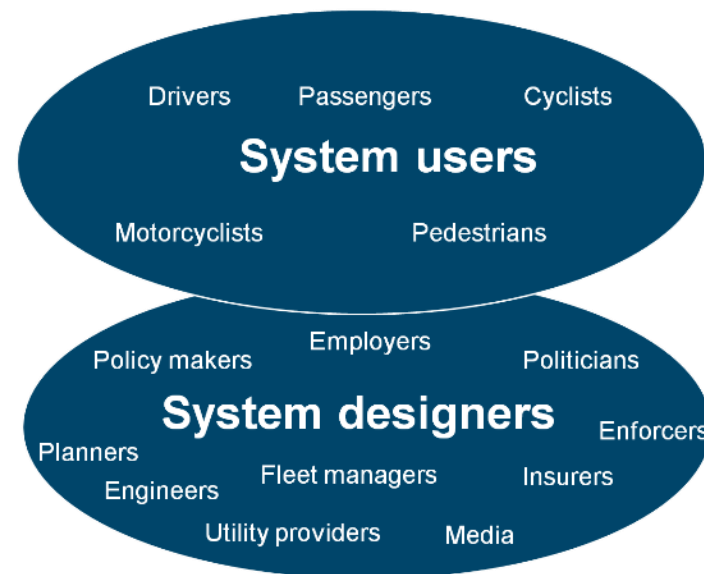 Drivers Passengers Cyclists
System users
Motorcyclists Pedestrians
Employers
Policy makers Politicians
System designers
Enforcers
Planners
Fleet managers Insurers
Engineers
Utility providers Media